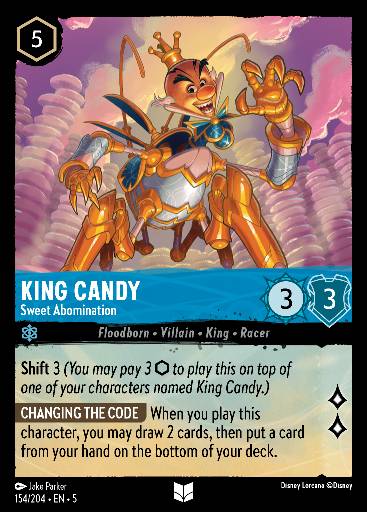 5
KING CANDY
Sweet Abomination
3
3
Floodborn • Villain • King • Racer
Shift 3 (You may pay 3 ⬡ to play this on top
of one of your characters named King Candy.)
CHANGING THE CODE When you play this
character, you may draw 2 cards, then put a card
from your hand on the bottom of your deck.
Jake Parker
154/204 • EN • 5
Disney Lorcana ©Disney